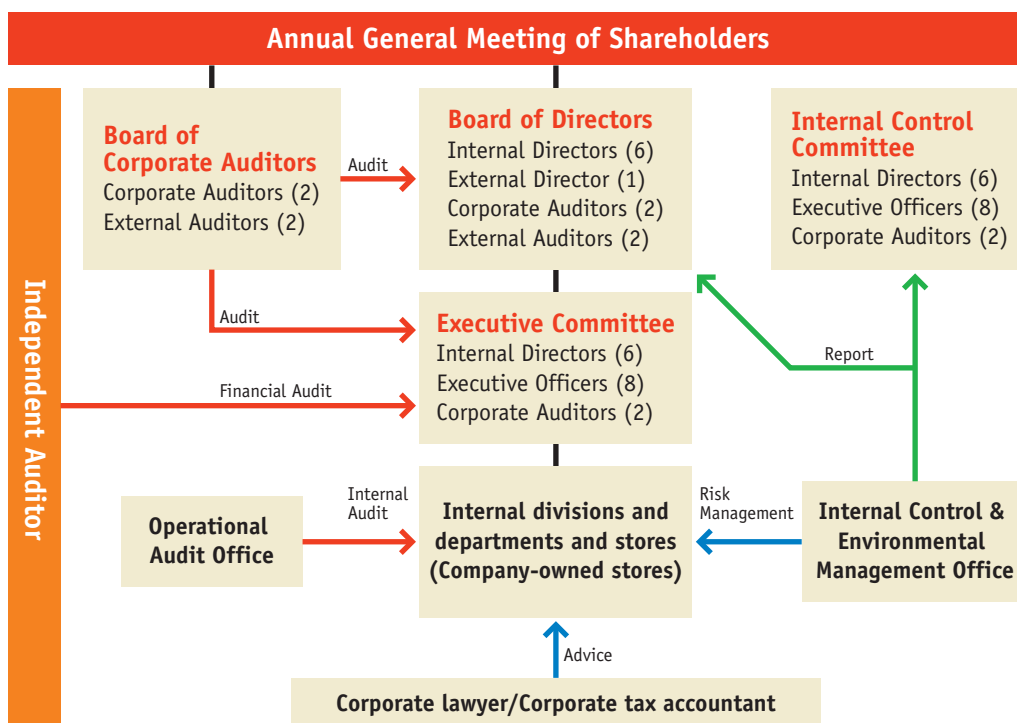 Annual General Meeting of Shareholders
Independent Auditor
Board of
Corporate Auditors
Corporate Auditors (2)
External Auditors (2)
Audit
Board of Directors
Internal Directors (6)
External Director (1)
Corporate Auditors (2)
External Auditors (2)
Internal Control
Committee
Internal Directors (6)
Executive Officers (8)
Corporate Auditors (2)
Audit
Executive Committee
Internal Directors (6)
Executive Officers (8)
Corporate Auditors (2)
Report
Financial Audit
Operational
Audit Office
Internal
Audit
Internal divisions and
departments and stores
(Company-owned stores)
Risk
Management
Internal Control &
Environmental
Management Office
Advice
Corporate lawyer/Corporate tax accountant